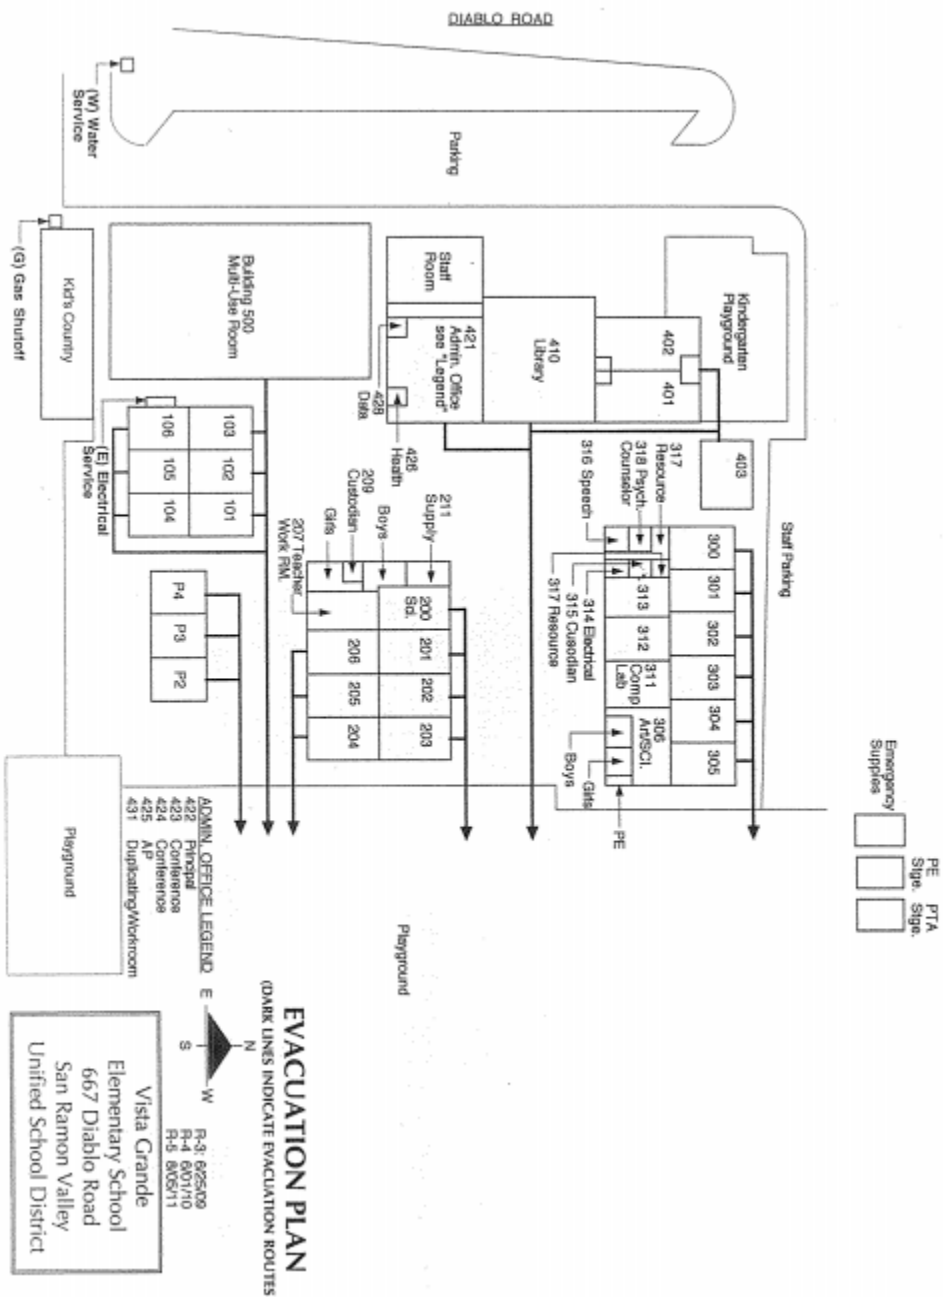 DIABLO ROAD
(W) Water
Service
Parking
(G) Gas Shutoff
Kid's Country
Building 500
Multi-Use Room
Staff
Room
421
Admin. Office
see "Legend"
428
Data
426
Health
410
Library
402
401
Kindergarten
Playground
403
Staff Parking
103
102
101
106
105
104
(E) Electrical
Service
P4
P3
P2
211
Supply
Boys
209
Custodian
Girls
207 Teacher
Work RM.
200
Sci.
201
202
203
206
205
204
317
Resource
318 Psych.
Counselor
316 Speech
314 Electrical
315 Cusodian
317 Resource
300
301
302
303
304
305
313
312
311
Comp
Lab
306
Art/SCI.
Boys
Girls
PE
Emergency
Supplies
PE
Stge.
PTA
Stge.
Playground
Playground
ADMIN. OFFICE LEGEND
422 Principal
423 Conference
424 Conference
425 AP
431 Duplicating/Workroom
EVACUATION PLAN
(DARK LINES INDICATE EVACUATION ROUTES
N
E
W
S
R-3; 6/25/09
R-4 6/01/10
R-5 8/05/11
Vista Grande
Elementary School
667 Diablo Road
San Ramon Valley
Unified School District